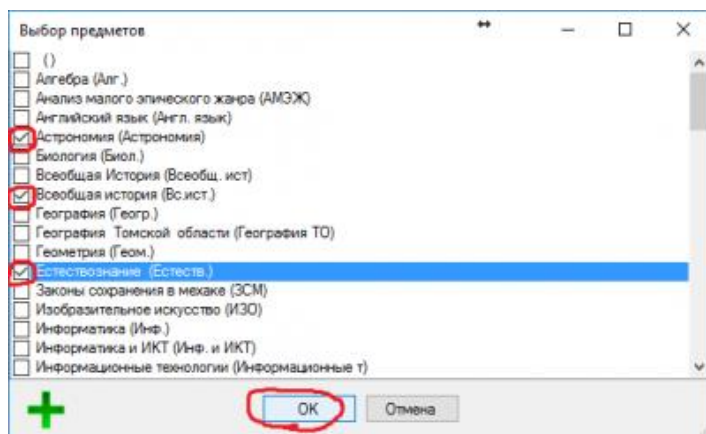 Выбор предметов
()
Алгебра (Алг.)
Анализ малого эпического жанра (АМЭЖ)
Английский язык (Англ. язык)
Астрономия (Астрономия)
Биология (Биол.)
Всеобщая История (Всеобщ. ист)
Всеобщая история (Вс.ист.)
География (Геогр.)
География  Томской  области (География ТО)
Геометрия (Геом.)
Естествознание  (Естеств.)
Законы сохранения в мехаке (ЗСМ)
Изобразительное искусство (ИЗО)
Информатика (Инф.)
Информатика и ИКТ (Инф. и ИКТ)
Информационные технологии (Информационные т)
OK
Отмена